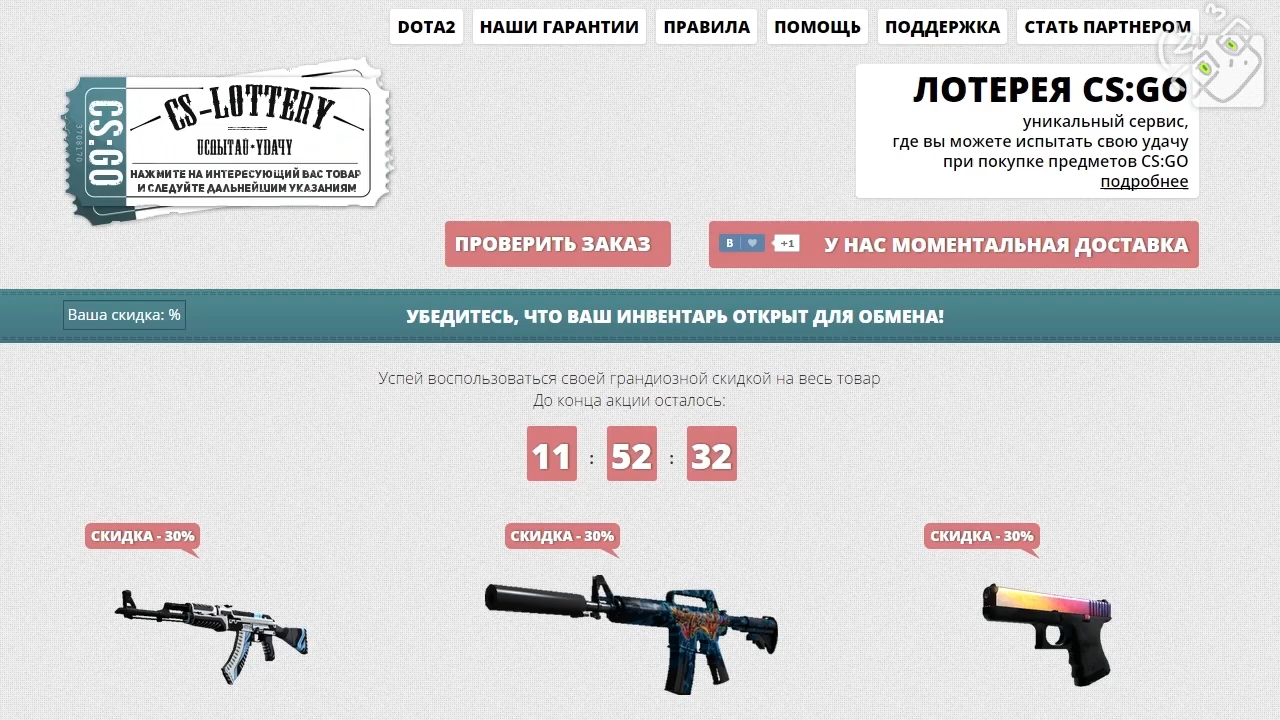 DOTA2
НАШИ ГАРАНТИИ
ПРАВИЛА
ПОМОЩЬ
ПОДДЕРЖКА
СТАТЬ ПАРТНЕРОМ
CS:GO
3708170
CS-LOTTERY
ИСПЫТАЙ УДАЧУ
НАЖМИТЕ НА ИНТЕРЕСУЮЩИЙ ВАС ТОВАР
И СЛЕДУЙТЕ ДАЛЬНЕЙШИМ УКАЗАНИЯМ
ЛОТЕРЕЯ CS:GO
уникальный сервис,
где вы можете испытать свою удачу
при покупке предметов CS:GO
подробнее
ПРОВЕРИТЬ ЗАКАЗ
В +1 У НАС МОМЕНТАЛЬНАЯ ДОСТАВКА
Ваша скидка: %
УБЕДИТЕСЬ, ЧТО ВАШ ИНВЕНТАРЬ ОТКРЫТ ДЛЯ ОБМЕНА!
Успей воспользоваться своей грандиозной скидкой на весь товар
До конца акции осталось:
11 : 52 : 32
СКИДКА - 30%
СКИДКА - 30%
СКИДКА - 30%